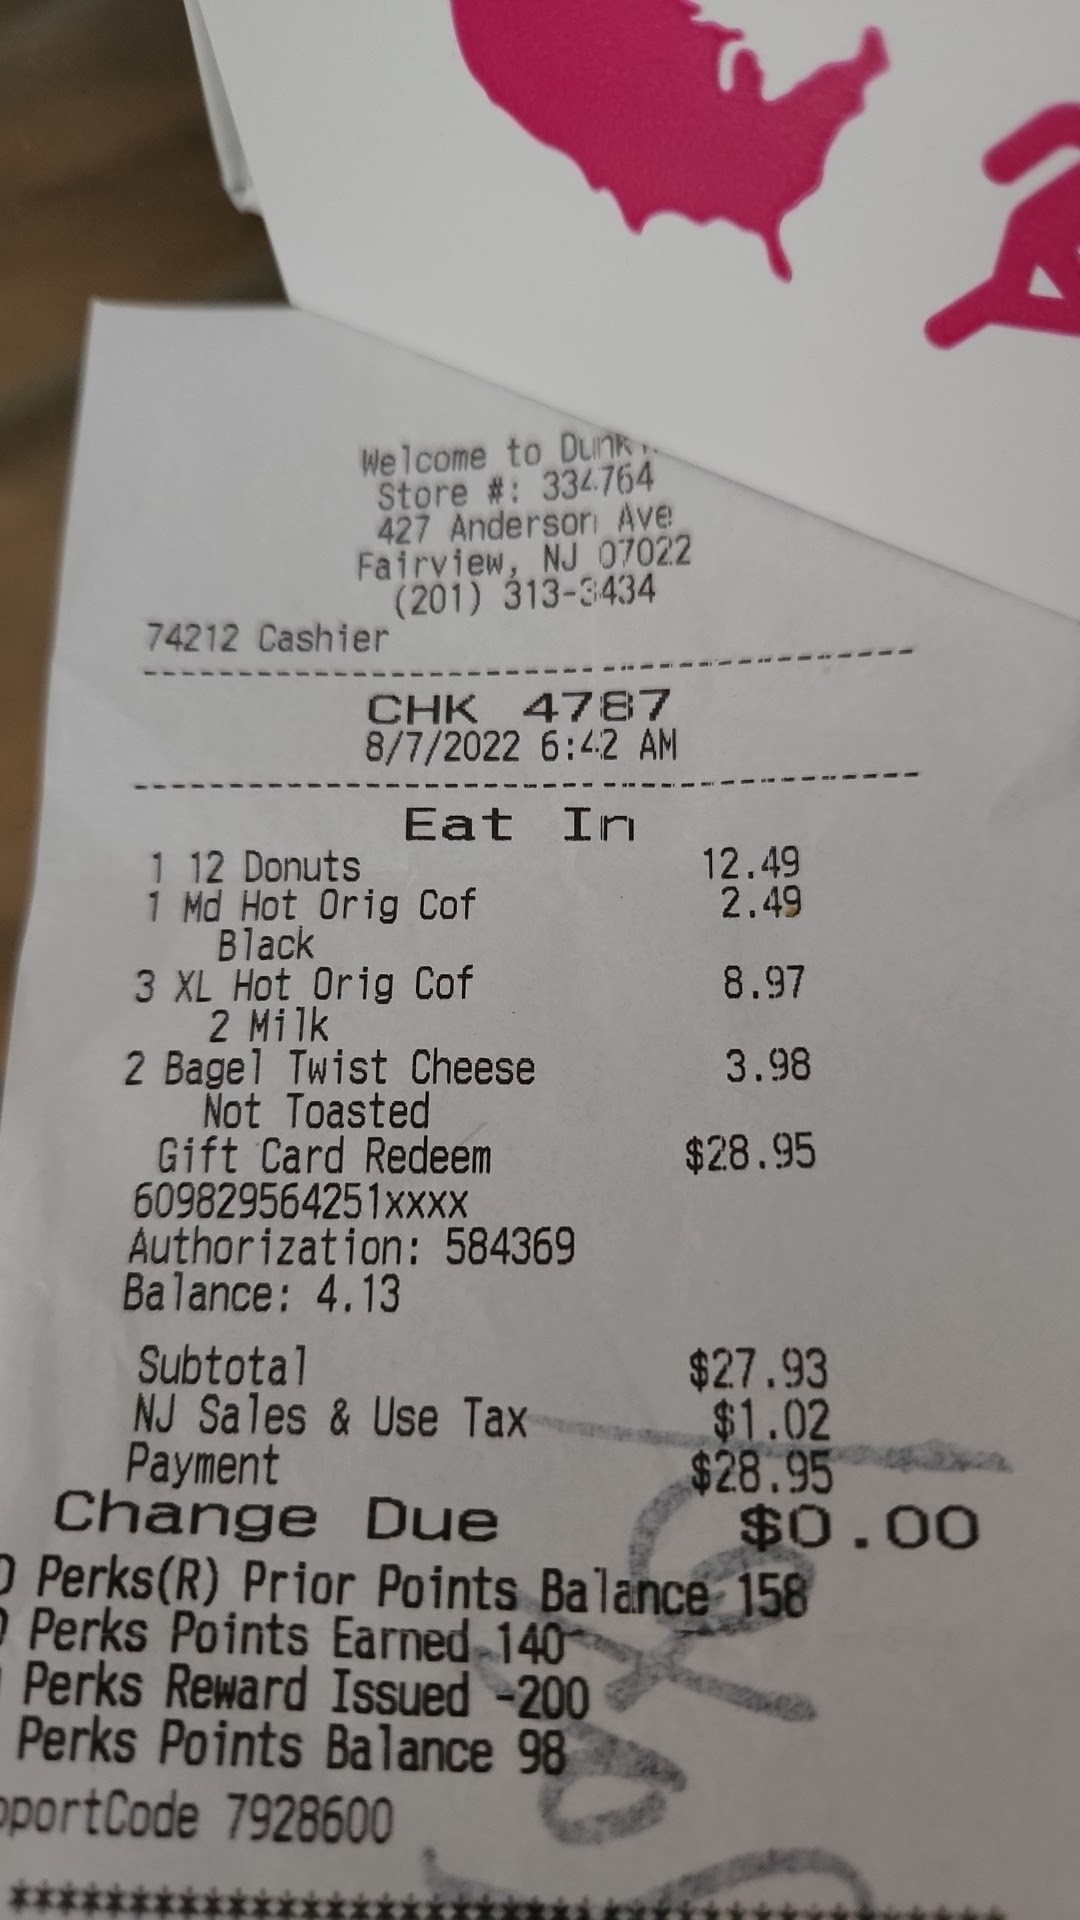 Welcome to
Store #: 334764
427 Anderson Ave
Fairview, NJ 07022
(201) 313-3434
74212 Cashier
CHK 4787
8/7/2022 6:42 AM
Eat In
1 12 Donuts 12.49
1 Md Hot Orig Cof 2.49
Black
3 XL Hot Orig Cof 8.97
2 Milk
2 Bagel Twist Cheese 3.98
Not Toasted
Gift Card Redeem $28.95
609829564251xxxx
Authorization: 584369
Balance: 4.13
Subtotal $27.93
NJ Sales & Use Tax $1.02
Payment $28.95
Change Due $0.00
Perks(R) Prior Points Balance 158
Perks Points Earned 140
Perks Reward Issued -200
Perks Points Balance 98
portCode 7928600